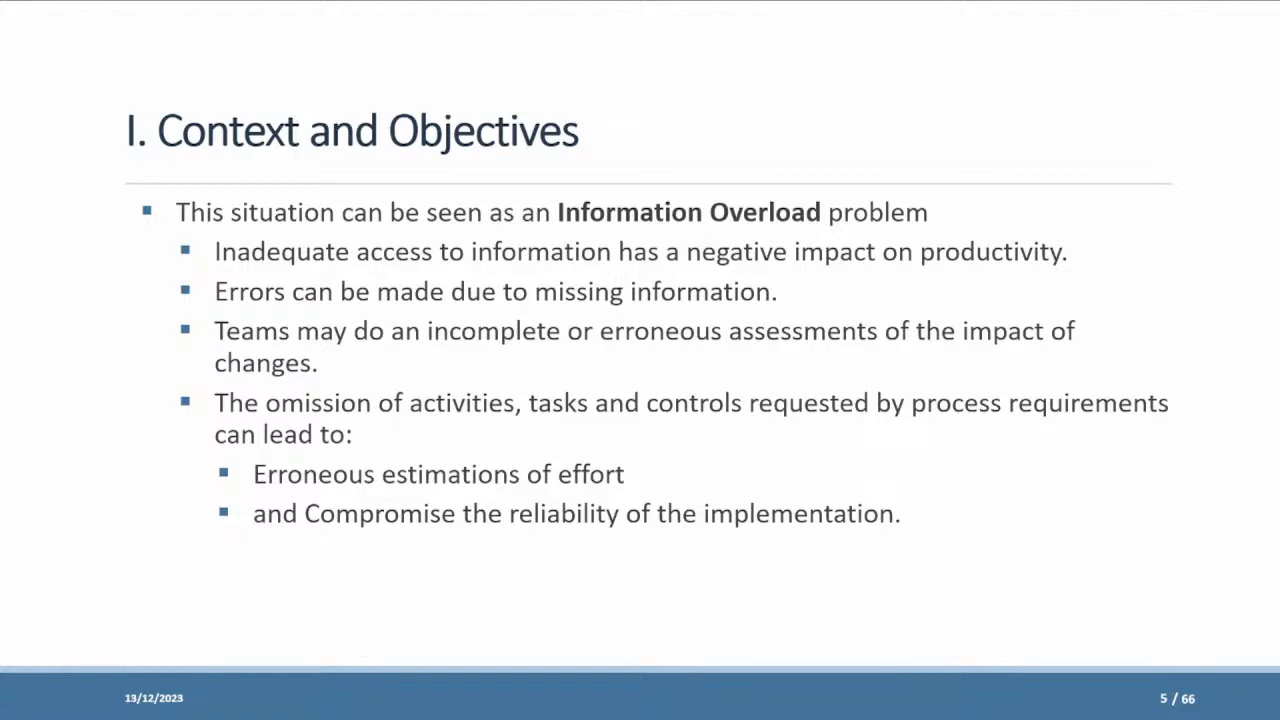 I. Context and Objectives
This situation can be seen as an Information Overload problem
Inadequate access to information has a negative impact on productivity.
Errors can be made due to missing information.
Teams may do an incomplete or erroneous assessments of the impact of
changes.
The omission of activities, tasks and controls requested by process requirements
can lead to:
Erroneous estimations of effort
and Compromise the reliability of the implementation.
13/12/2023
5 / 66